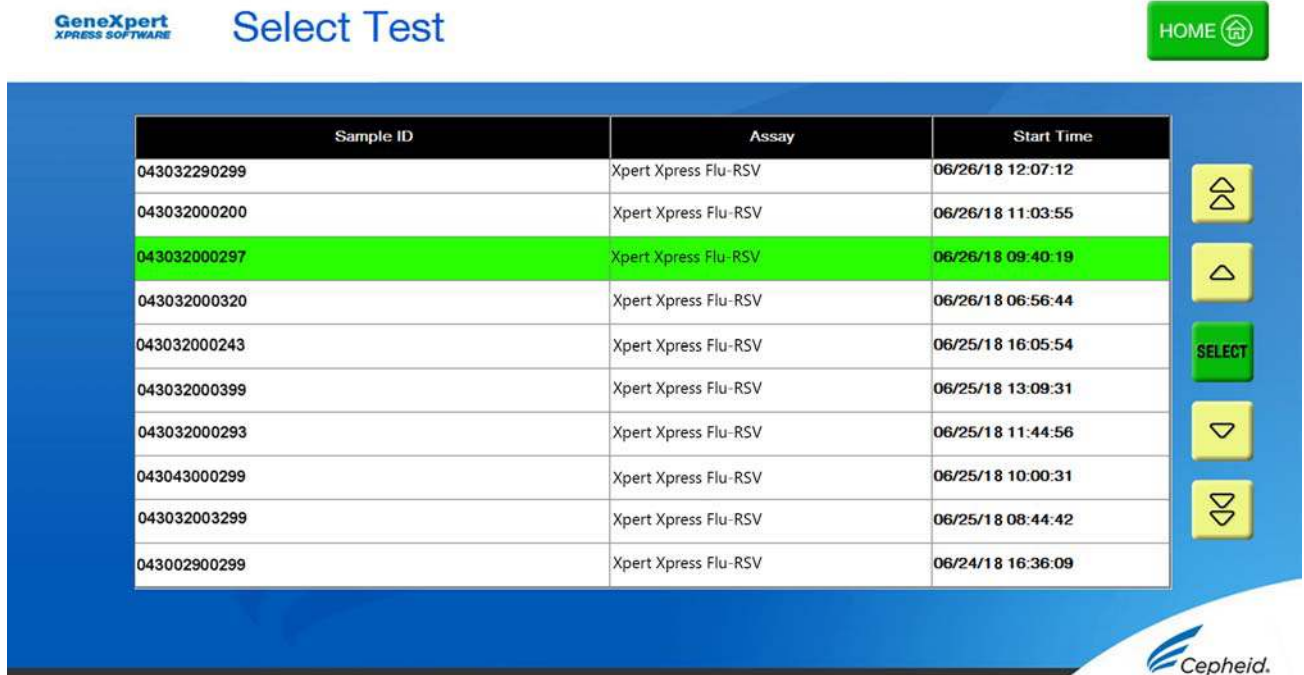 GeneXpert
XPRESS SOFTWARE
Select Test
HOME
Sample ID Assay Start Time
043032290299 Xpert Xpress Flu-RSV 06/26/18 12:07:12
043032000200 Xpert Xpress Flu-RSV 06/26/18 11:03:55
043032000297 Xpert Xpress Flu-RSV 06/26/18 09:40:19
043032000320 Xpert Xpress Flu-RSV 06/26/18 06:56:44
043032000243 Xpert Xpress Flu-RSV 06/25/18 16:05:54
SELECT
043032000399 Xpert Xpress Flu-RSV 06/25/18 13:09:31
043032000293 Xpert Xpress Flu-RSV 06/25/18 11:44:56
043043000299 Xpert Xpress Flu-RSV 06/25/18 10:00:31
043032003299 Xpert Xpress Flu-RSV 06/25/18 08:44:42
043002900299 Xpert Xpress Flu-RSV 06/24/18 16:36:09
Cepheid.